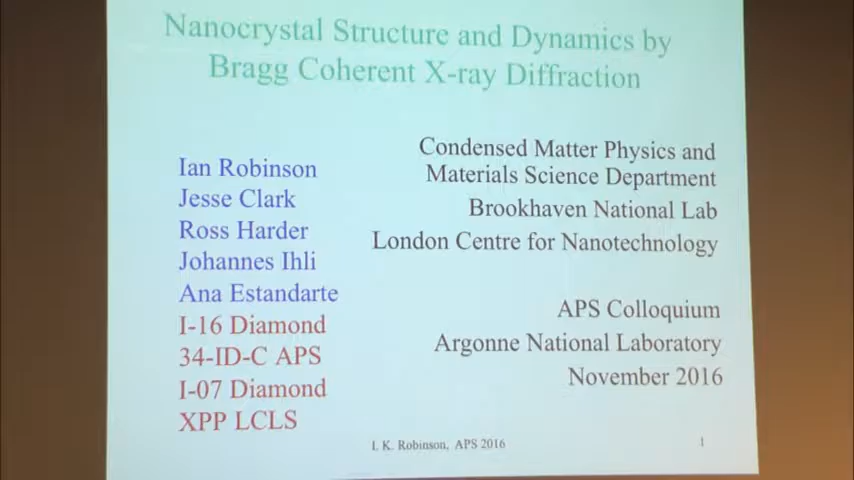 Nanocrystal Structure and Dynamics by
Bragg Coherent X-ray Diffraction
Ian Robinson
Jesse Clark
Ross Harder
Johannes Ihli
Ana Estandarte
I-16 Diamond
34-ID-C APS
I-07 Diamond
XPP LCLS
Condensed Matter Physics and
Materials Science Department
Brookhaven National Lab
London Centre for Nanotechnology
APS Colloquium
Argonne National Laboratory
November 2016
I. K. Robinson, APS 2016
1